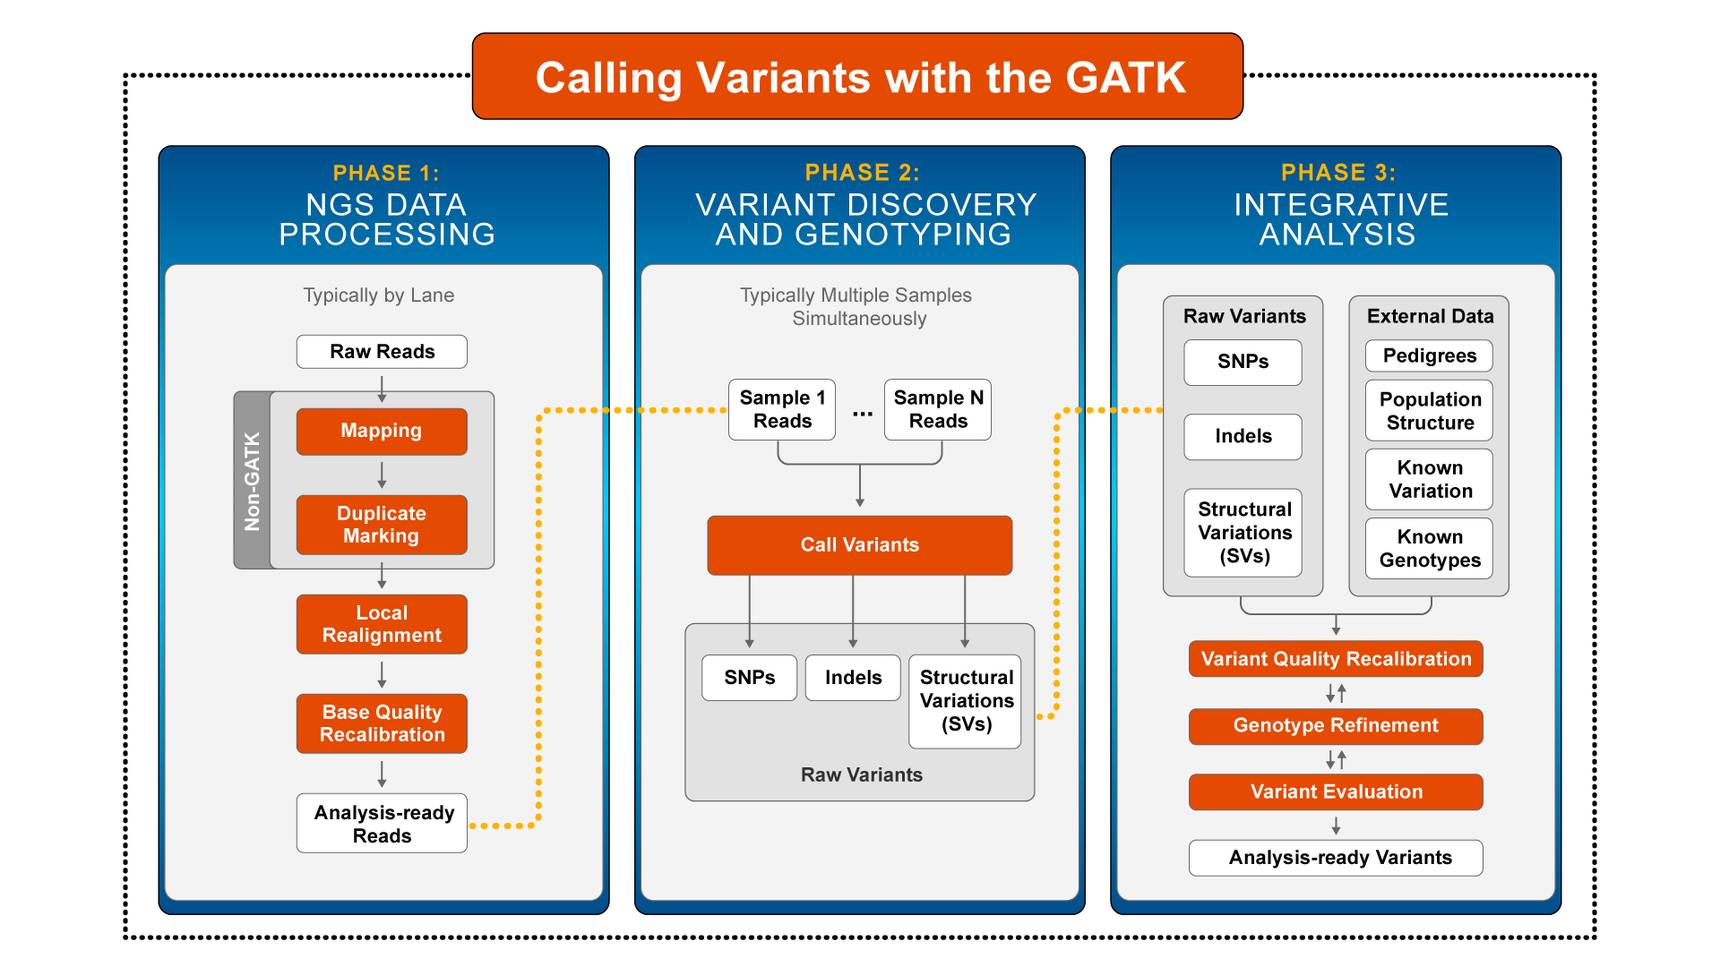 Calling Variants with the GATK
PHASE 1:
NGS DATA
PROCESSING
Typically by Lane
Raw Reads
Non-GATK
Mapping
Duplicate
Marking
Local
Realignment
Base Quality
Recalibration
Analysis-ready
Reads
PHASE 2:
VARIANT DISCOVERY
AND GENOTYPING
Typically Multiple Samples
Simultaneously
Sample 1
Reads
...
Sample N
Reads
Call Variants
SNPs
Indels
Structural
Variations
(SVs)
Raw Variants
PHASE 3:
INTEGRATIVE
ANALYSIS
Raw Variants
SNPs
Indels
Structural
Variations
(SVs)
External Data
Pedigrees
Population
Structure
Known
Variation
Known
Genotypes
Variant Quality Recalibration
Genotype Refinement
Variant Evaluation
Analysis-ready Variants